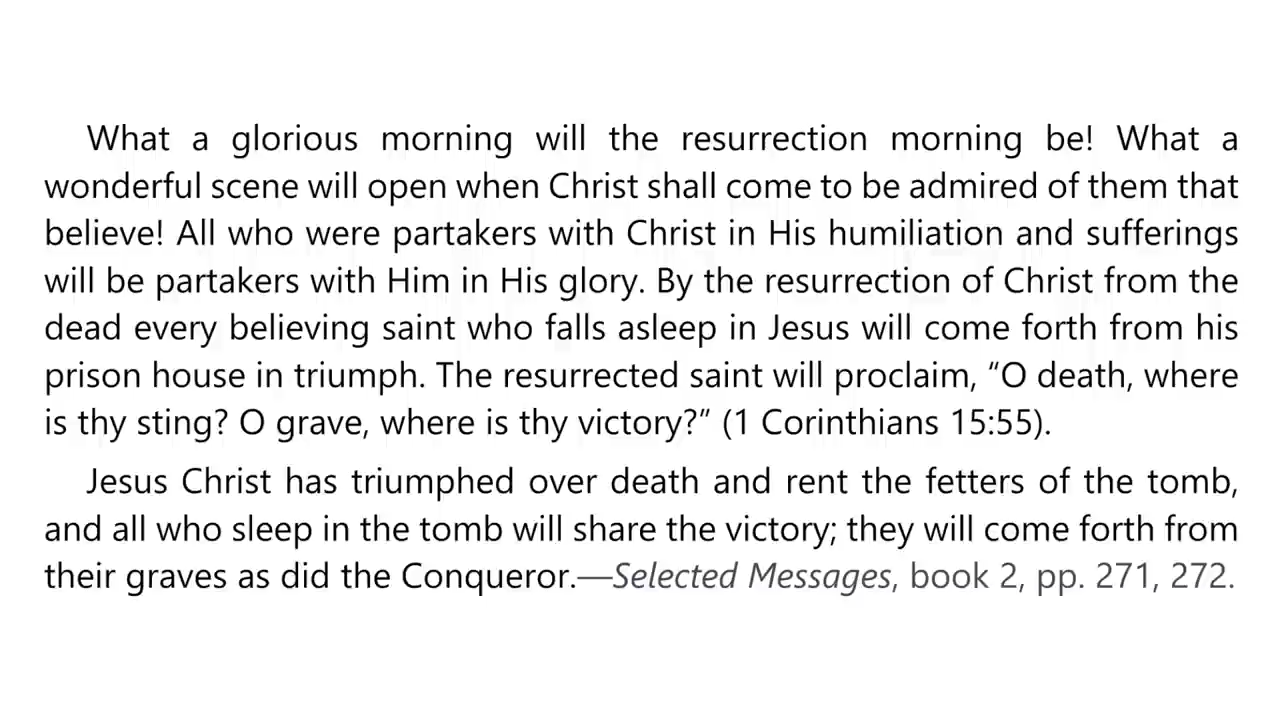 What a glorious morning will the resurrection morning be! What a
wonderful scene will open when Christ shall come to be admired of them that
believe! All who were partakers with Christ in His humiliation and sufferings
will be partakers with Him in His glory. By the resurrection of Christ from the
dead every believing saint who falls asleep in Jesus will come forth from his
prison house in triumph. The resurrected saint will proclaim, “O death, where
is thy sting? O grave, where is thy victory?” (1 Corinthians 15:55).
Jesus Christ has triumphed over death and rent the fetters of the tomb,
and all who sleep in the tomb will share the victory; they will come forth from
their graves as did the Conqueror.—Selected Messages, book 2, pp. 271, 272.